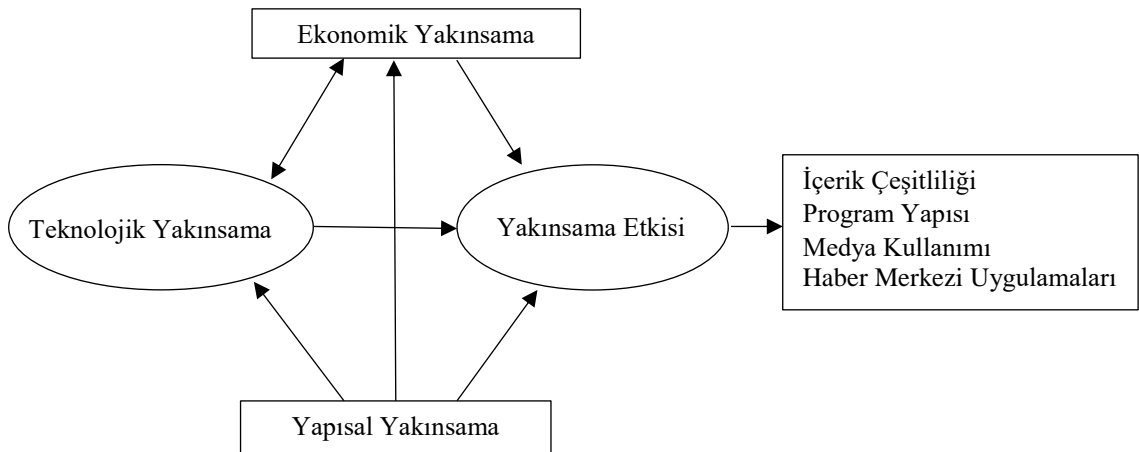 Ekonomik Yakınsama
Teknolojik Yakınsama
Yakınsama Etkisi
İçerik Çeşitliliği
Program Yapısı
Medya Kullanımı
Haber Merkezi Uygulamaları
Yapısal Yakınsama